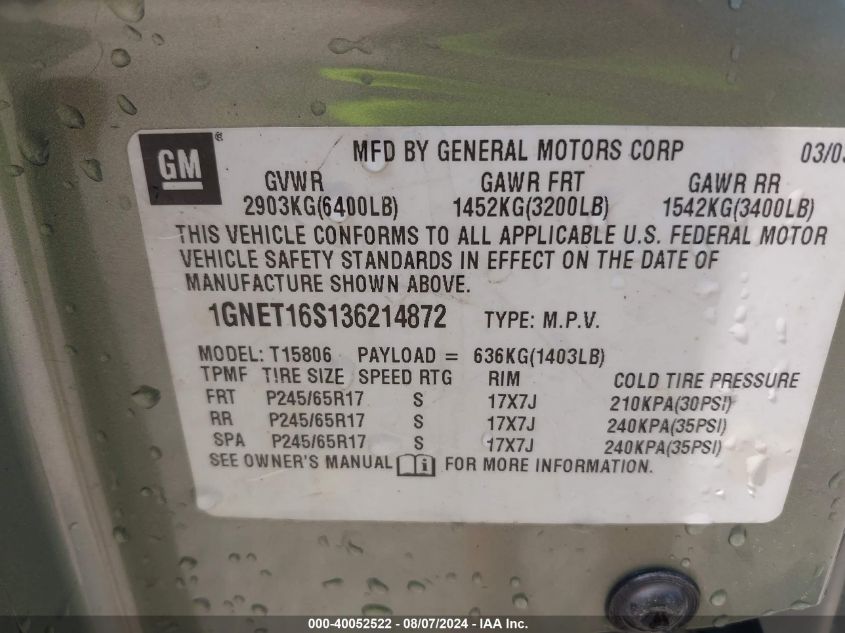 GM ® MFD BY GENERAL MOTORS CORP 03/03
GVWR GAWR FRT GAWR RR
2903KG(6400LB) 1452KG(3200LB) 1542KG(3400LB)
THIS VEHICLE CONFORMS TO ALL APPLICABLE U.S. FEDERAL MOTOR
VEHICLE SAFETY STANDARDS IN EFFECT ON THE DATE OF
MANUFACTURE SHOWN ABOVE.
1GNET16S136214872 TYPE: M.P.V.
MODEL: T15806 PAYLOAD = 636KG(1403LB)
TPMF TIRE SIZE SPEED RTG RIM COLD TIRE PRESSURE
FRT P245/65R17 S 17X7J 210KPA(30PSI)
RR P245/65R17 S 17X7J 240KPA(35PSI)
SPA P245/65R17 S 17X7J 240KPA(35PSI)
SEE OWNER'S MANUAL FOR MORE INFORMATION.
000-40052522 - 08/07/2024 - IAA Inc.